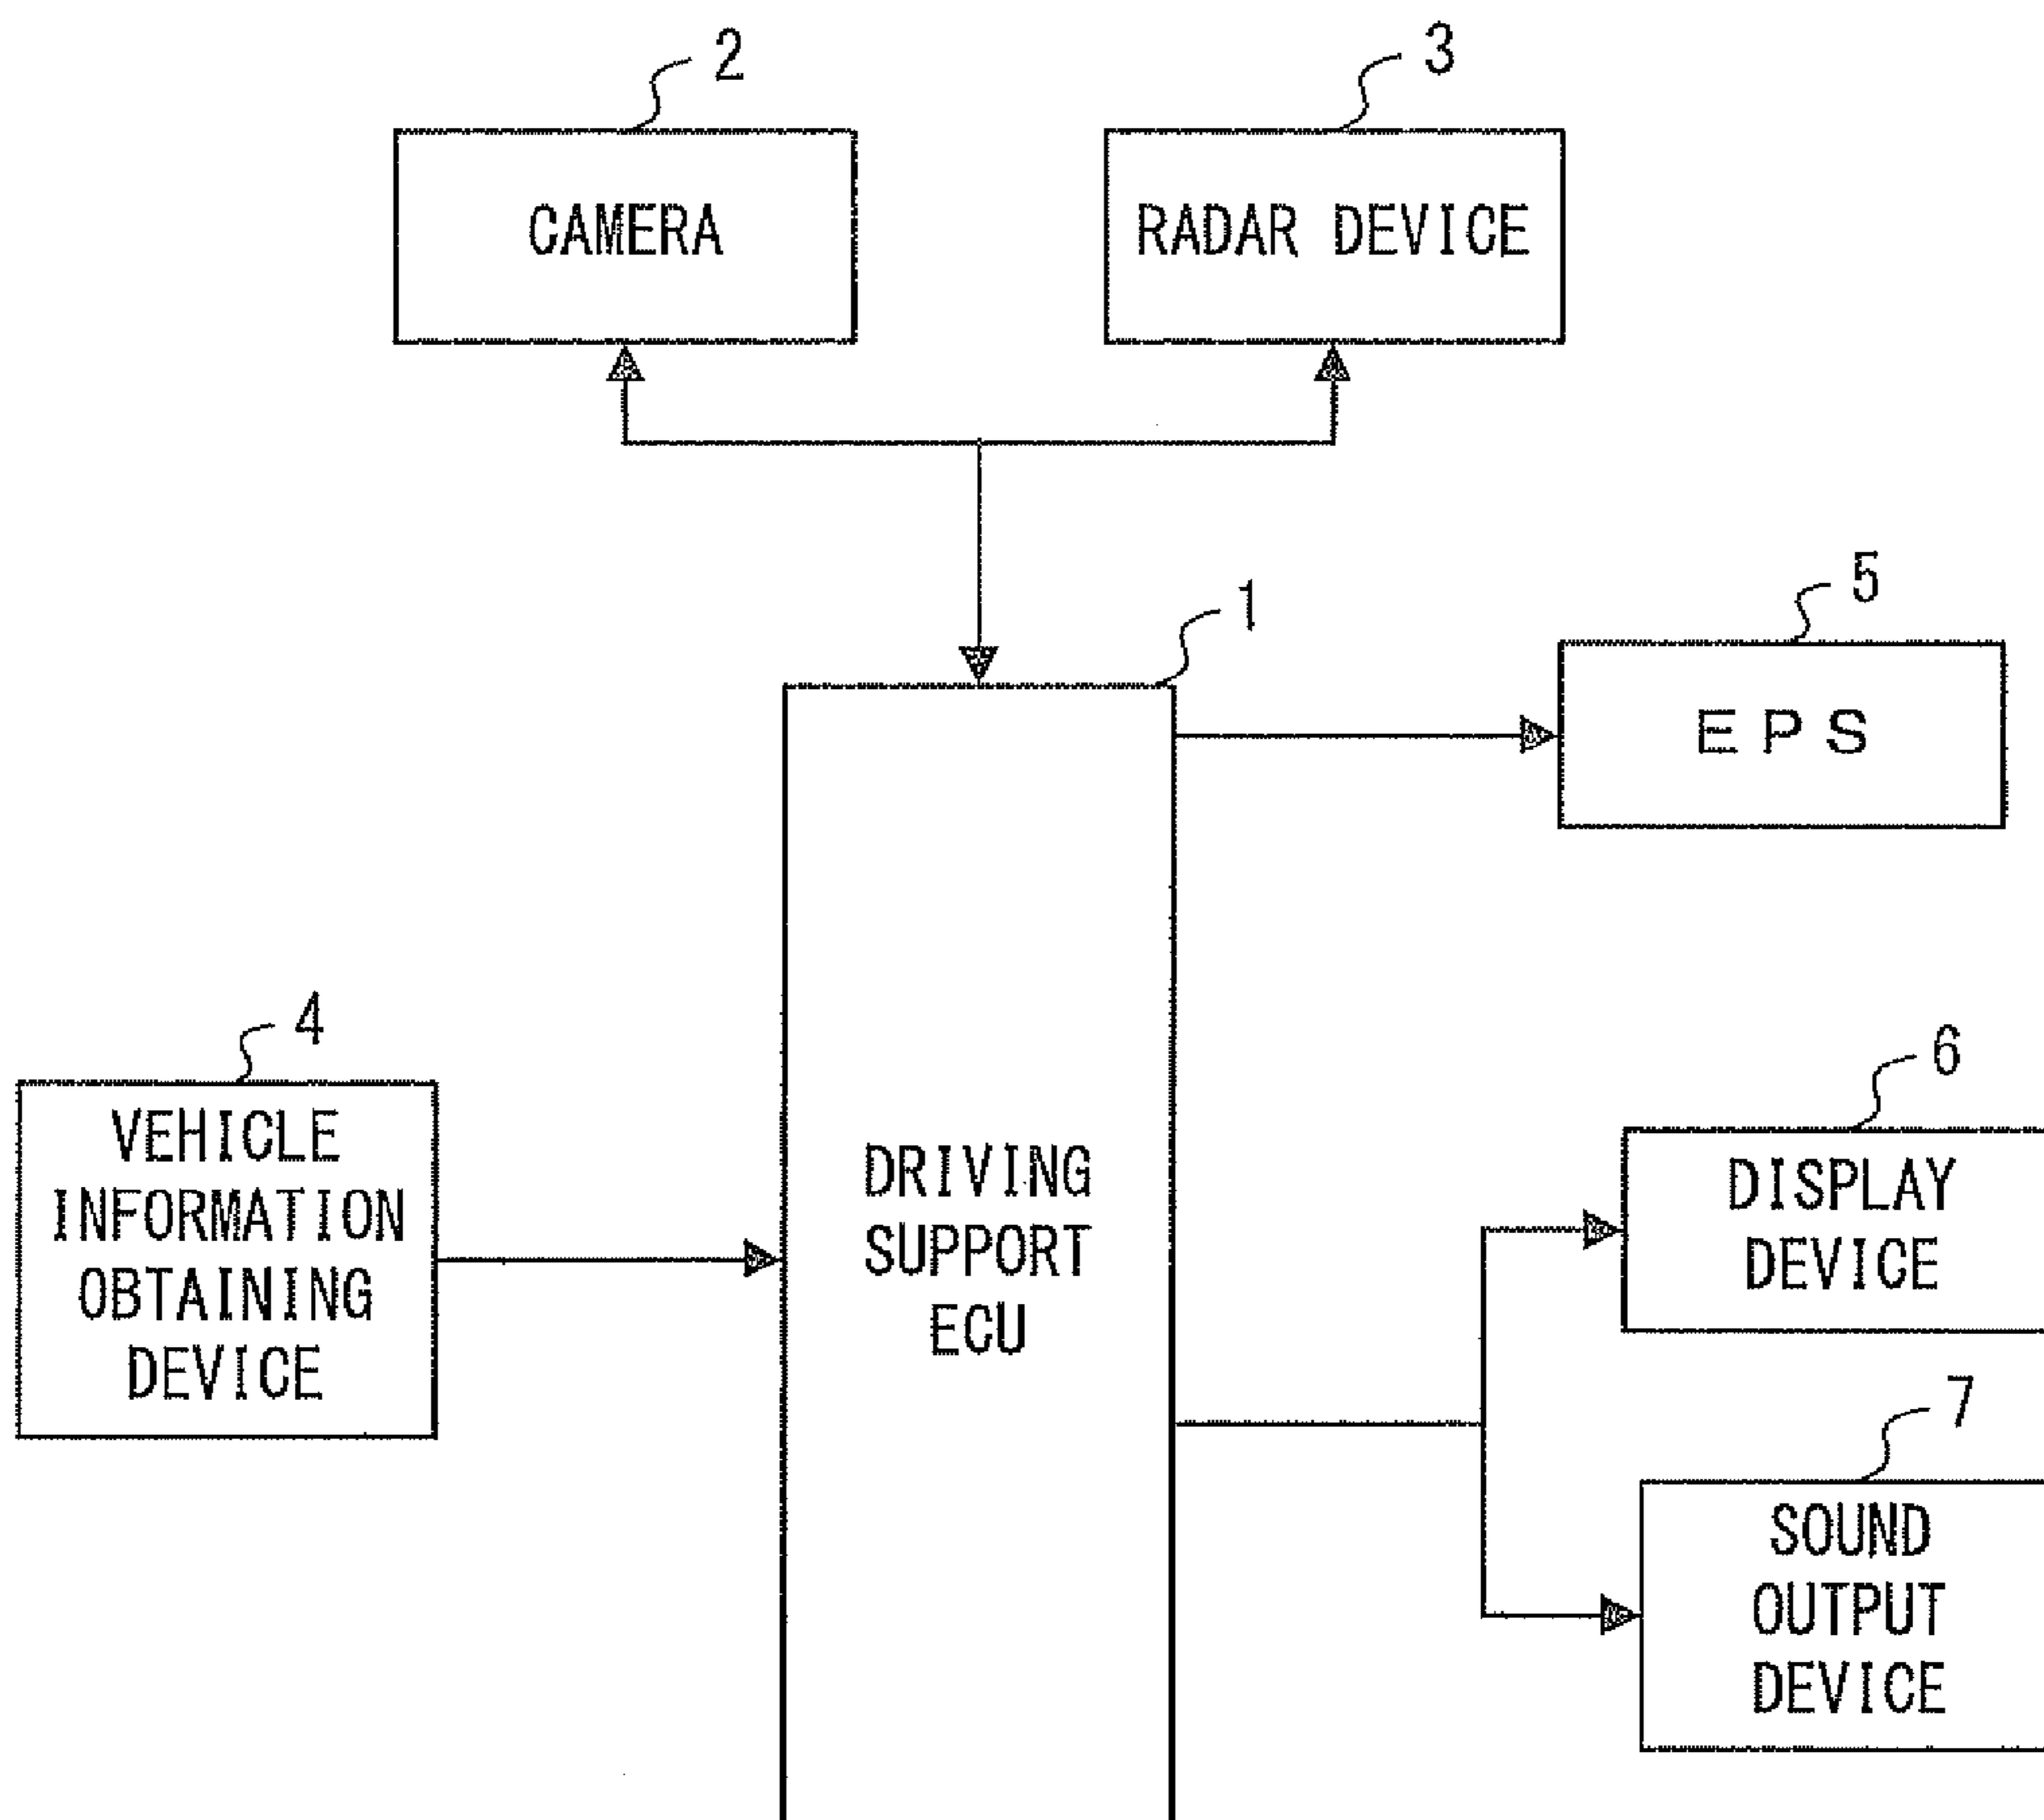 2
3
CAMERA
RADAR DEVICE
1
5
EPS
4
VEHICLE
INFORMATION
OBTAINING
DEVICE
DRIVING
SUPPORT
ECU
6
DISPLAY
DEVICE
7
SOUND
OUTPUT
DEVICE